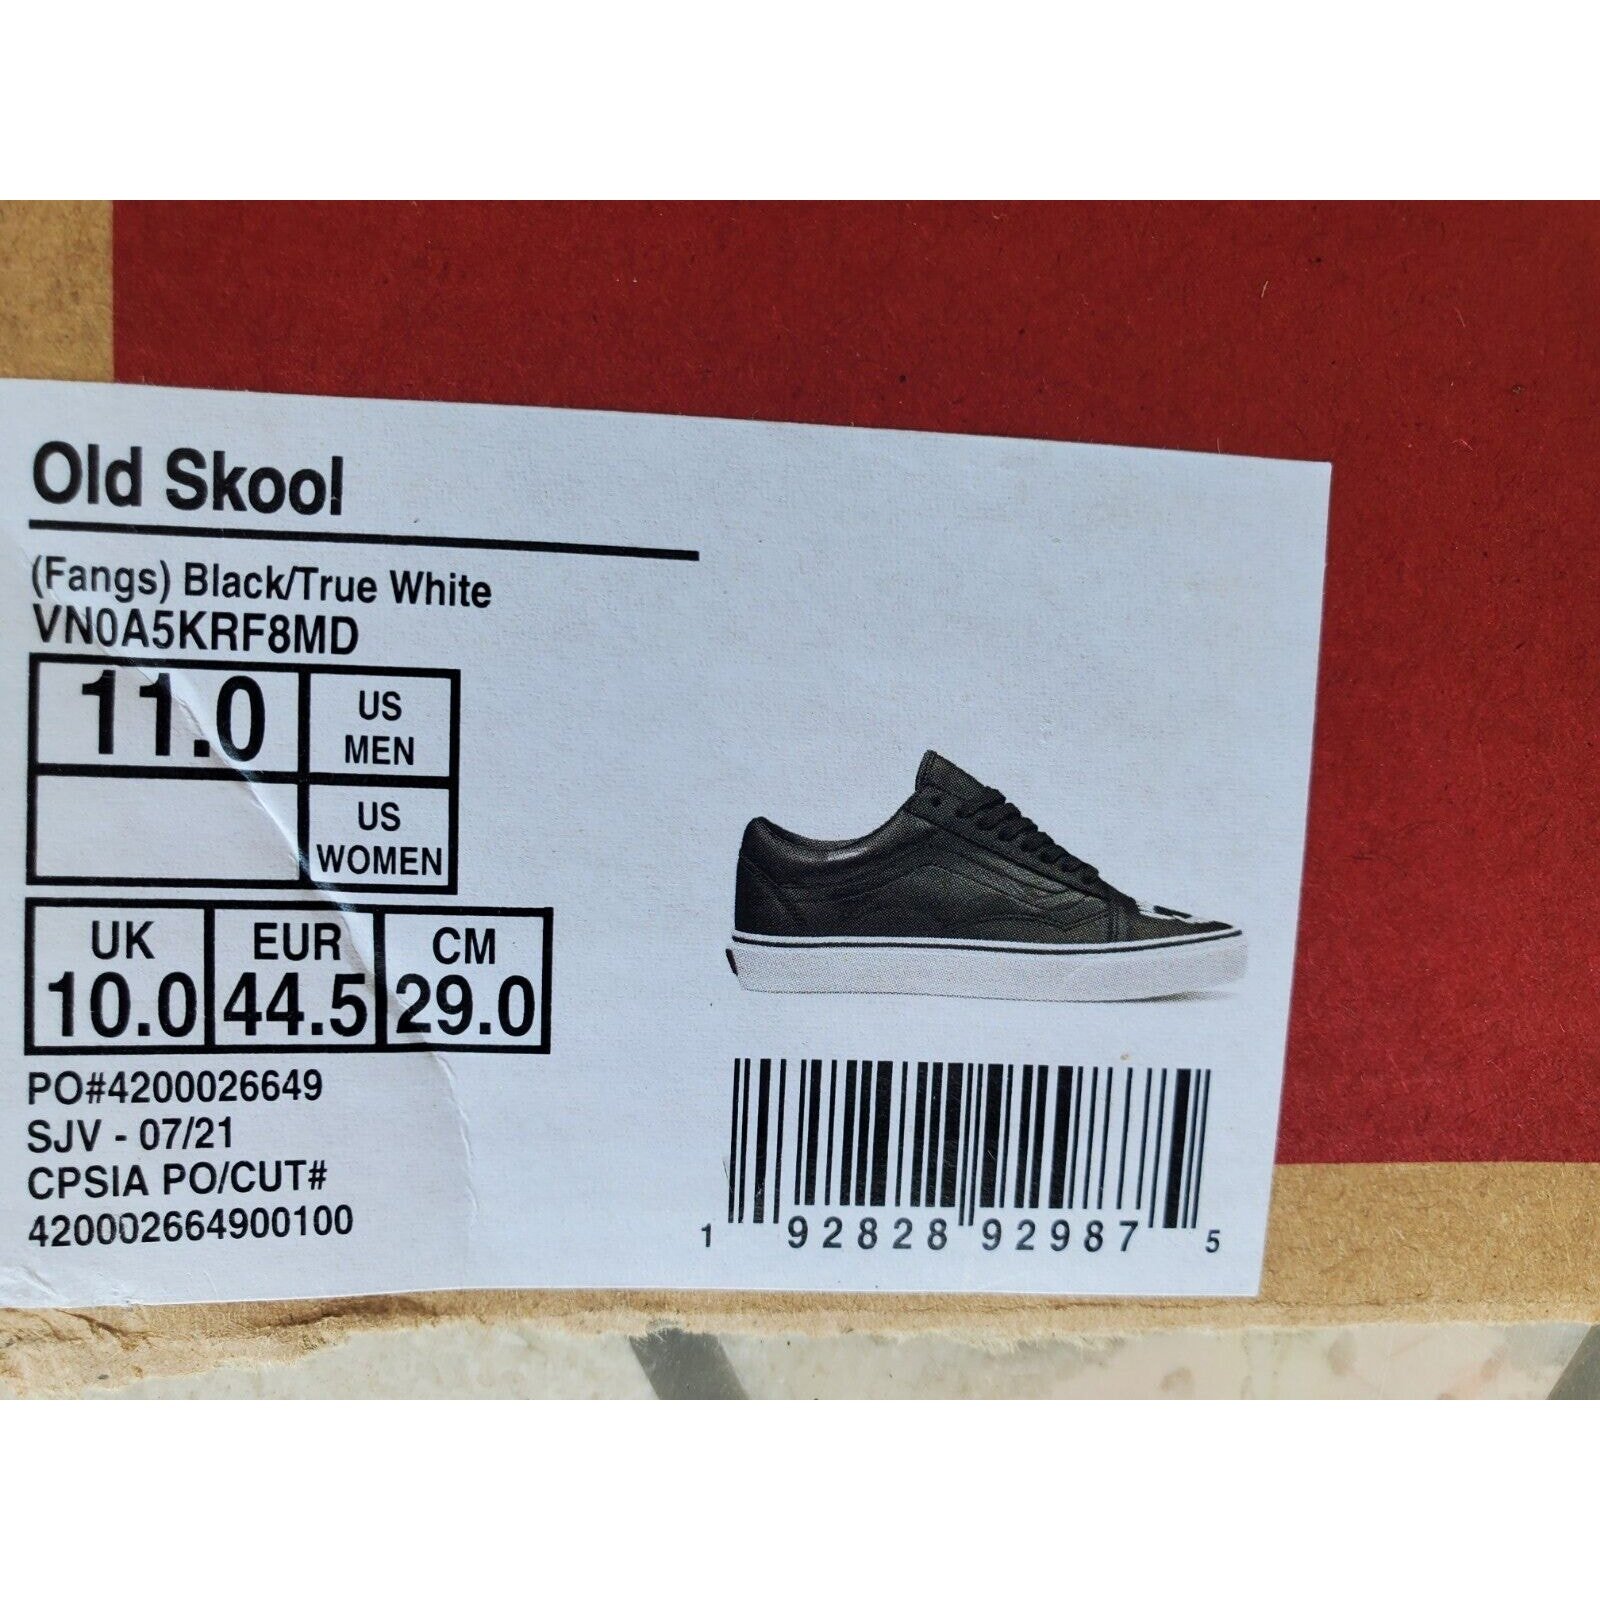 Old Skool
(Fangs) Black/True White
VN0A5KRF8MD
11.0 US MEN
US WOMEN
UK EUR CM
10.0 44.5 29.0
PO#4200026649
SJV - 07/21
CPSIA PO/CUT#
420002664900100
1 92828 92987 5